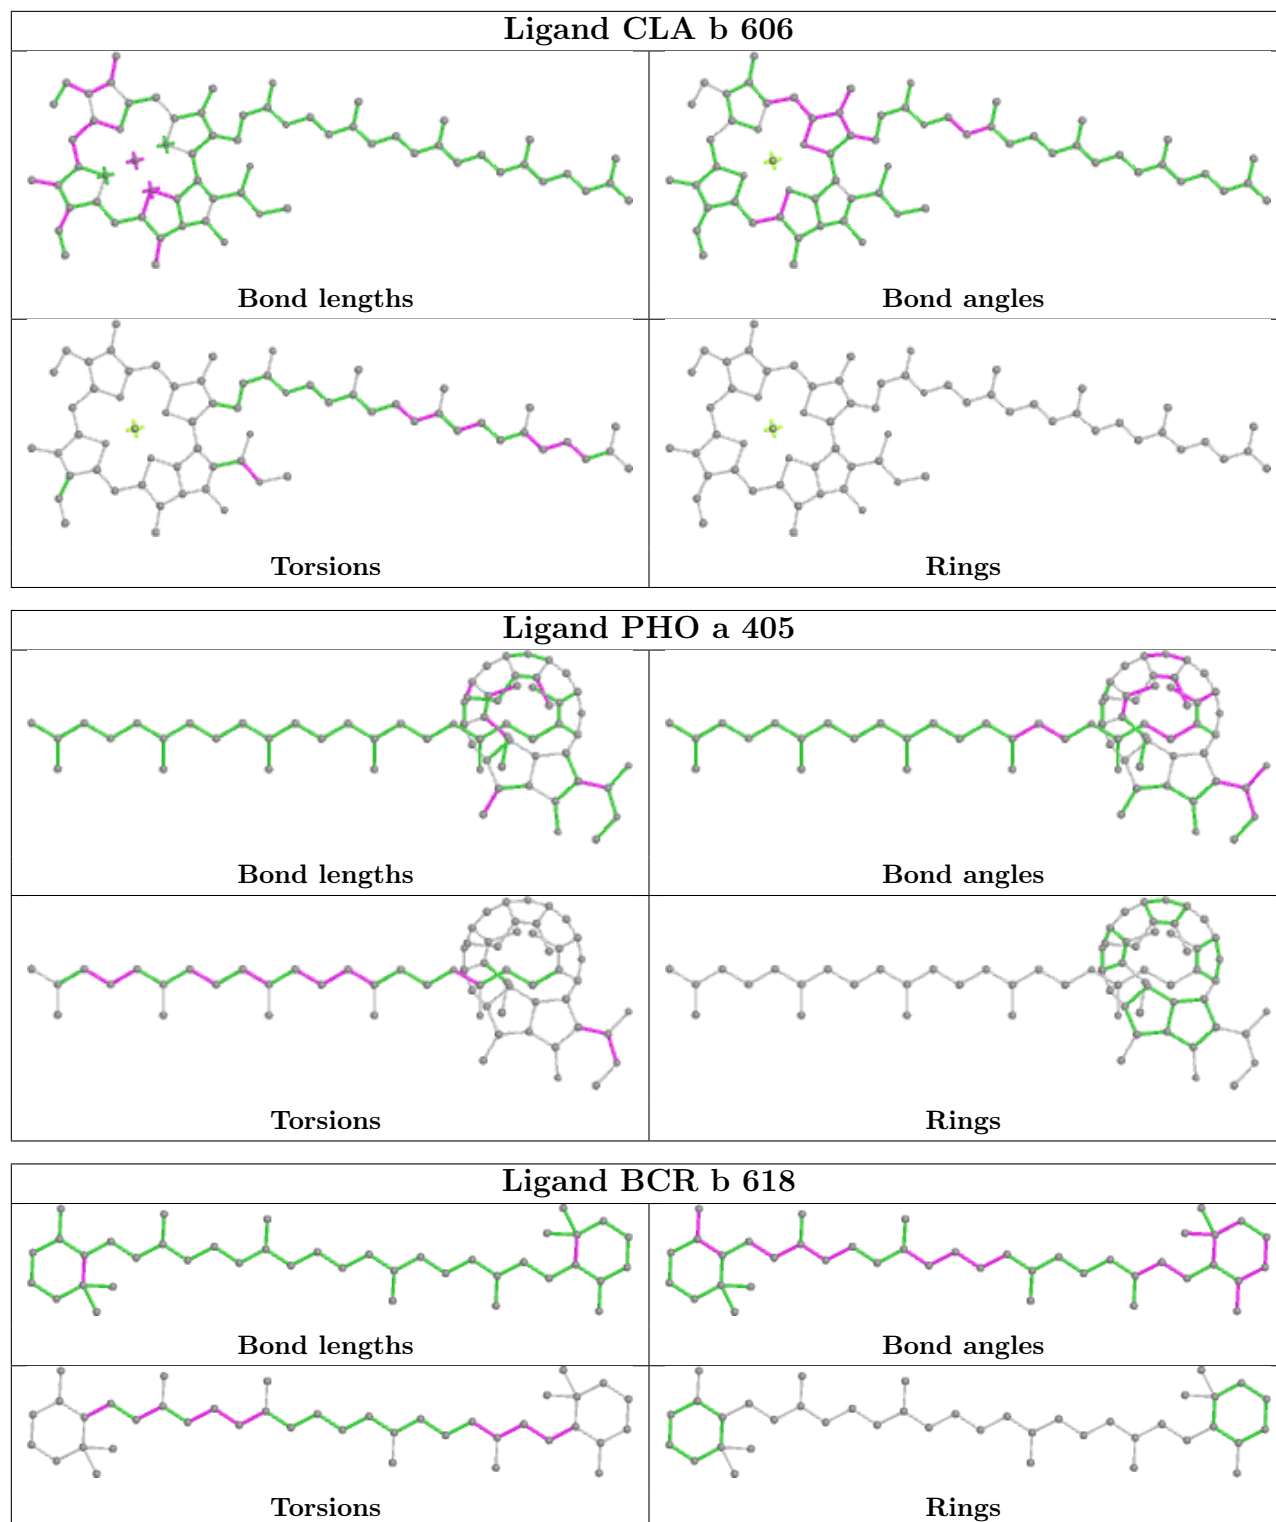 Ligand CLA b 606
Bond lengths
Bond angles
Torsions
Rings
Ligand PHO a 405
Bond lengths
Bond angles
Torsions
Rings
Ligand BCR b 618
Bond lengths
Bond angles
Torsions
Rings